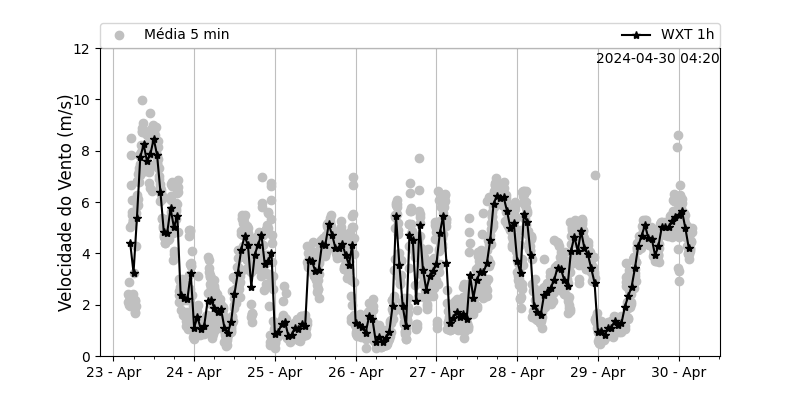 Média 5 min
WXT 1h
2024-04-30 04:20
Velocidade do Vento (m/s)
12
10
8
6
4
2
0
23 - Apr
24 - Apr
25 - Apr
26 - Apr
27 - Apr
28 - Apr
29 - Apr
30 - Apr